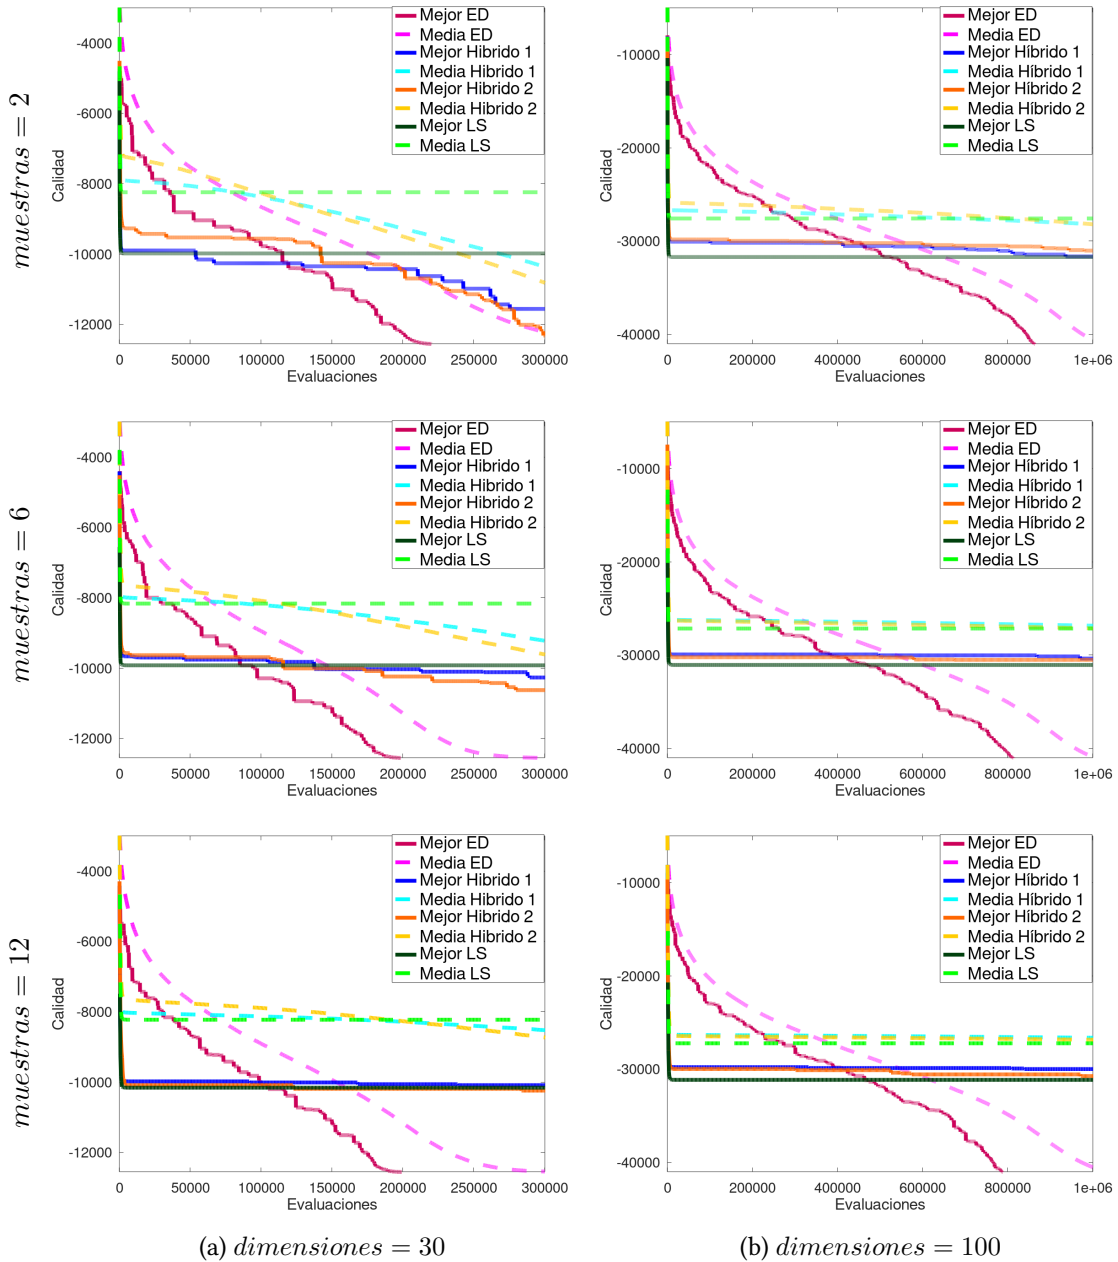 muestras = 2
Calidad
-4000
-6000
-8000
-10000
-12000
0 50000 100000 150000 200000 250000 300000
Evaluaciones
Mejor ED
Media ED
Mejor Hibrido 1
Media Hibrido 1
Mejor Hibrido 2
Media Hibrido 2
Mejor LS
Media LS
Calidad
-10000
-20000
-30000
-40000
0 200000 400000 600000 800000 1e+06
Evaluaciones
Mejor ED
Media ED
Mejor Híbrido 1
Media Híbrido 1
Mejor Híbrido 2
Media Híbrido 2
Mejor LS
Media LS
muestras = 6
Calidad
-4000
-6000
-8000
-10000
-12000
0 50000 100000 150000 200000 250000 300000
Evaluaciones
Mejor ED
Media ED
Mejor Hibrido 1
Media Hibrido 1
Mejor Hibrido 2
Media Hibrido 2
Mejor LS
Media LS
Calidad
-10000
-20000
-30000
-40000
0 200000 400000 600000 800000 1e+06
Evaluaciones
Mejor ED
Media ED
Mejor Híbrido 1
Media Híbrido 1
Mejor Híbrido 2
Media Híbrido 2
Mejor LS
Media LS
muestras = 12
Calidad
-4000
-6000
-8000
-10000
-12000
0 50000 100000 150000 200000 250000 300000
Evaluaciones
Mejor ED
Media ED
Mejor Hibrido 1
Media Hibrido 1
Mejor Hibrido 2
Media Hibrido 2
Mejor LS
Media LS
Calidad
-10000
-20000
-30000
-40000
0 200000 400000 600000 800000 1e+06
Evaluaciones
Mejor ED
Media ED
Mejor Híbrido 1
Media Híbrido 1
Mejor Híbrido 2
Media Híbrido 2
Mejor LS
Media LS
(a) dimensiones = 30
(b) dimensiones = 100